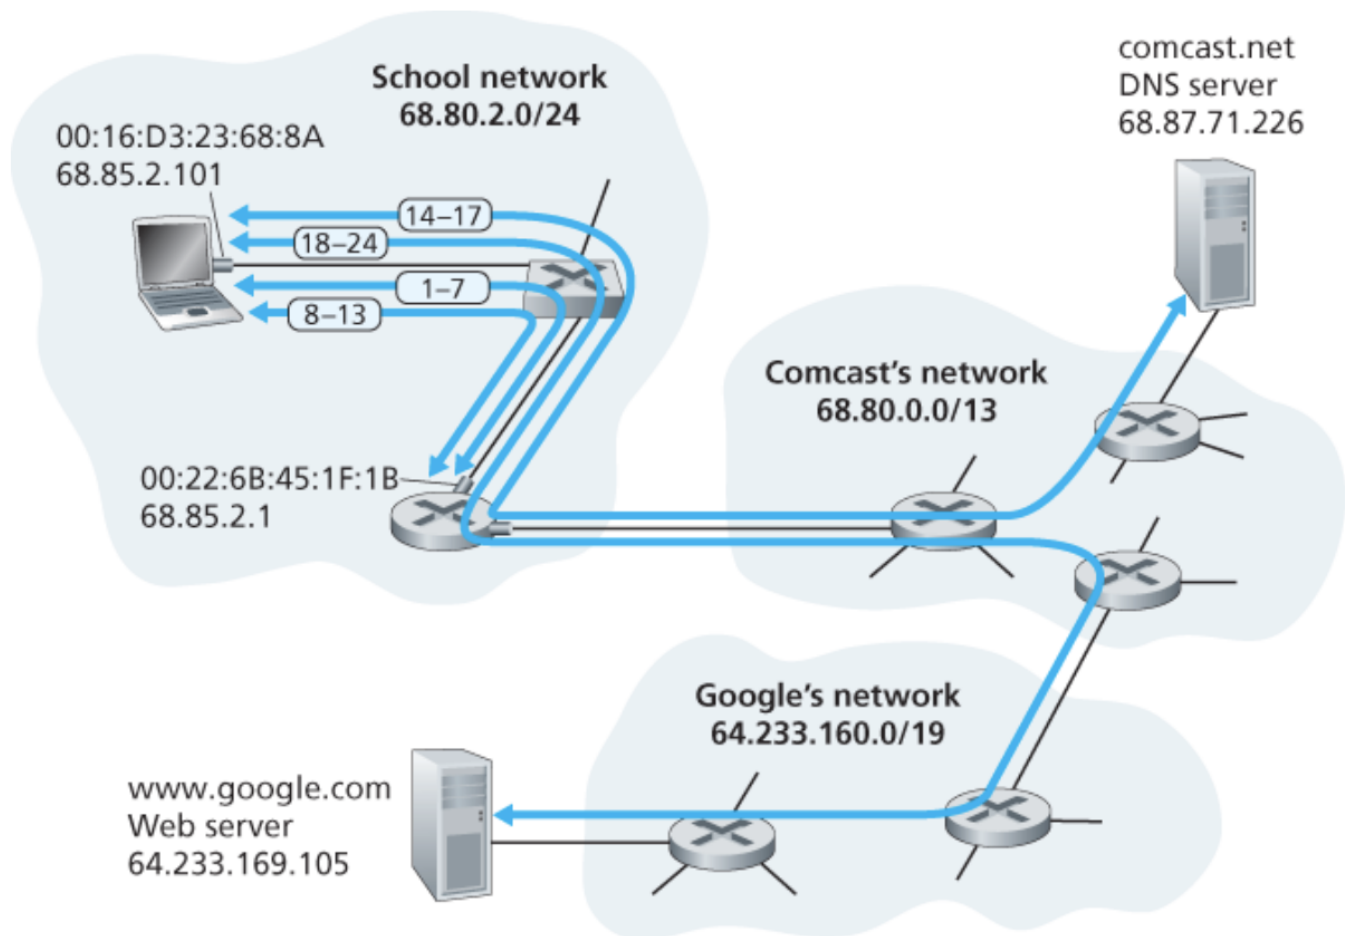 School network
68.80.2.0/24
comcast.net
DNS server
68.87.71.226
00:16:D3:23:68:8A
68.85.2.101
14–17
18–24
1–7
8–13
Comcast's network
68.80.0.0/13
00:22:6B:45:1F:1B
68.85.2.1
Google's network
64.233.160.0/19
www.google.com
Web server
64.233.169.105